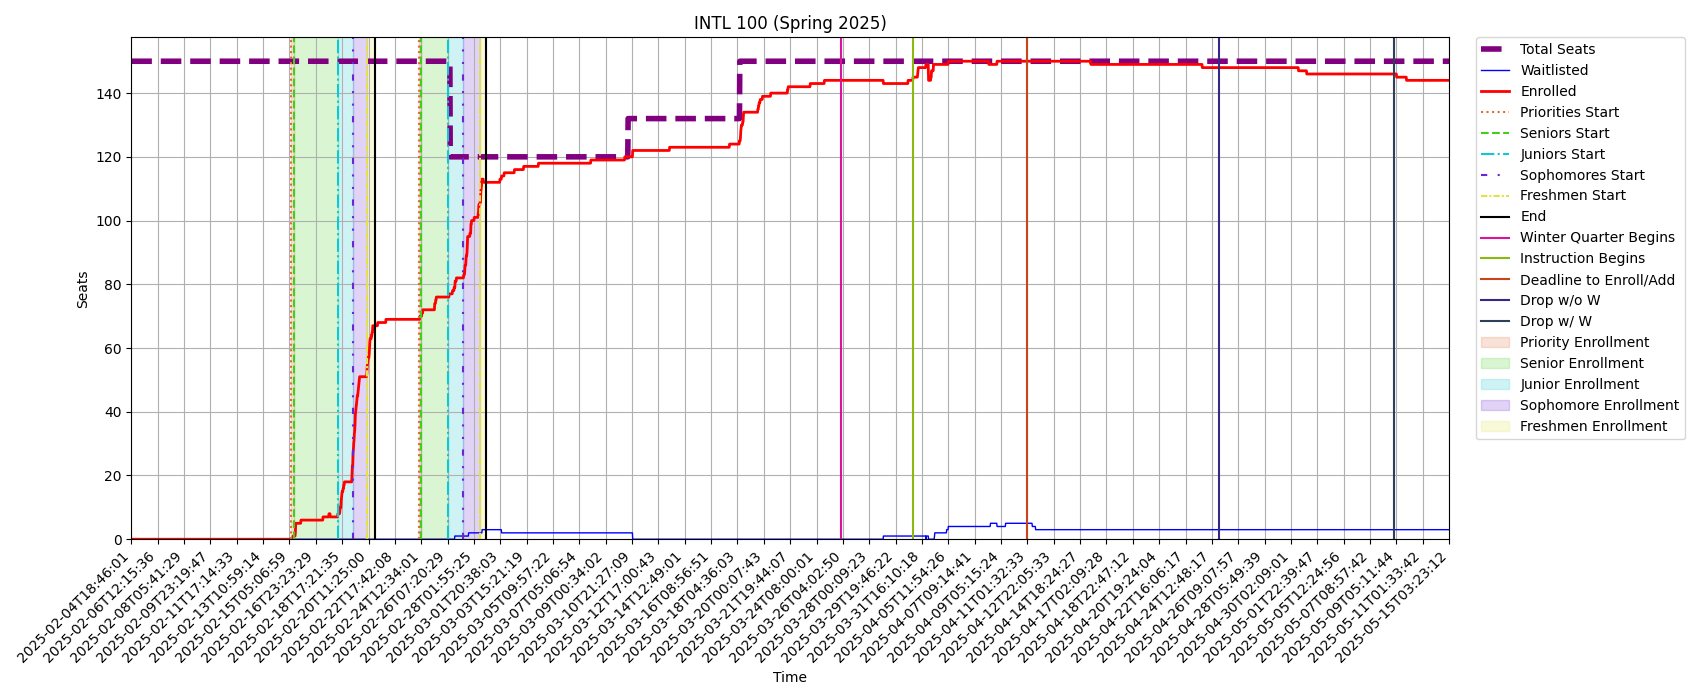 INTL 100 (Spring 2025)
Seats
140
120
100
80
60
40
20
0
2025-02-04T18:46:01
2025-02-06T12:15:36
2025-02-08T05:41:29
2025-02-09T23:19:47
2025-02-11T17:14:33
2025-02-13T10:59:14
2025-02-15T05:06:59
2025-02-16T23:23:29
2025-02-18T17:21:35
2025-02-20T11:25:00
2025-02-22T17:42:08
2025-02-24T12:34:01
2025-02-26T07:20:29
2025-02-28T01:55:25
2025-03-01T20:38:03
2025-03-03T15:21:19
2025-03-05T09:57:22
2025-03-07T05:06:54
2025-03-09T00:34:02
2025-03-10T21:27:09
2025-03-12T17:00:43
2025-03-14T12:49:01
2025-03-16T08:56:51
2025-03-18T04:36:03
2025-03-20T00:07:43
2025-03-21T19:44:07
2025-03-24T08:00:01
2025-03-26T04:02:50
2025-03-28T00:09:23
2025-03-29T19:46:22
2025-03-31T16:10:18
2025-04-05T11:54:26
2025-04-07T09:14:41
2025-04-09T05:15:24
2025-04-11T01:32:33
2025-04-12T22:05:33
2025-04-14T18:24:27
2025-04-17T02:09:28
2025-04-18T22:47:12
2025-04-20T19:24:04
2025-04-22T16:06:17
2025-04-24T12:48:17
2025-04-26T09:07:57
2025-04-28T05:49:39
2025-04-30T02:09:01
2025-05-01T22:39:47
2025-05-05T12:24:56
2025-05-07T08:57:42
2025-05-09T05:11:44
2025-05-11T01:33:42
2025-05-15T03:23:12
Time
Total Seats
Waitlisted
Enrolled
Priorities Start
Seniors Start
Juniors Start
Sophomores Start
Freshmen Start
End
Winter Quarter Begins
Instruction Begins
Deadline to Enroll/Add
Drop w/o W
Drop w/ W
Priority Enrollment
Senior Enrollment
Junior Enrollment
Sophomore Enrollment
Freshmen Enrollment